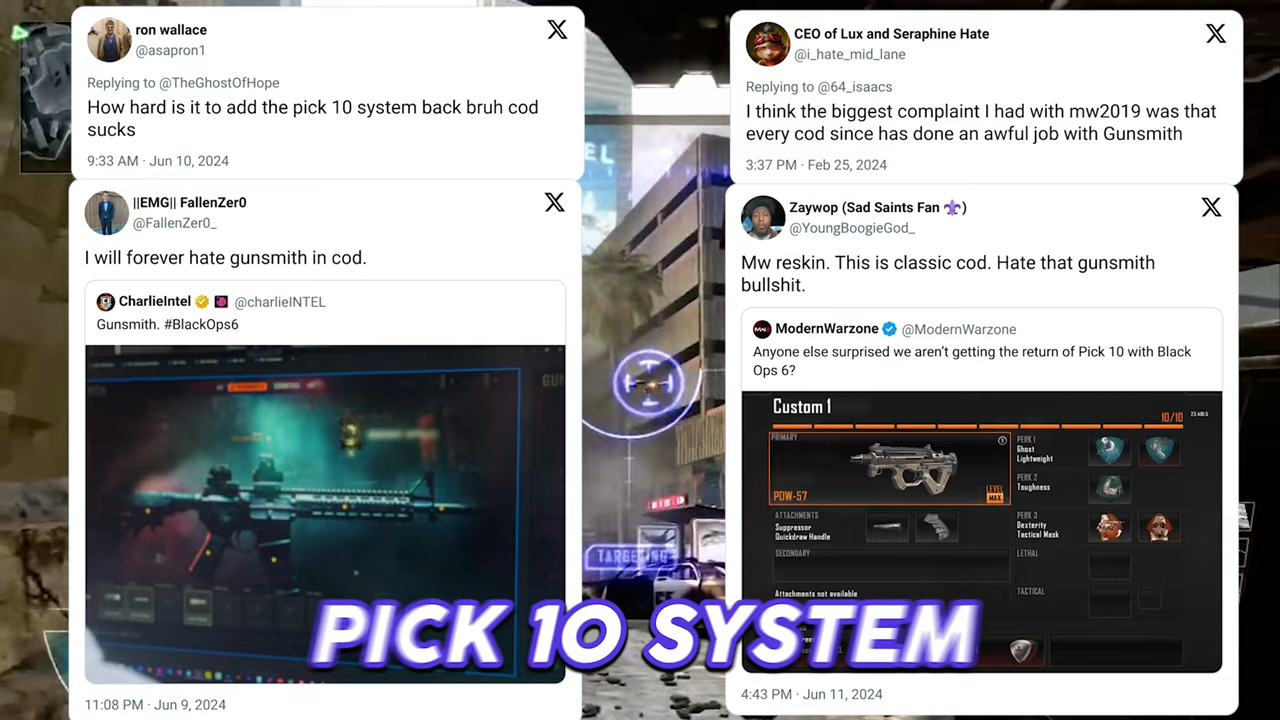 ron wallace
@asapron1
Replying to @TheGhostOfHope
How hard is it to add the pick 10 system back bruh cod
sucks
9:33 AM · Jun 10, 2024
||EMG|| FallenZer0
@FallenZer0_
I will forever hate gunsmith in cod.
CharlieIntel @charlieINTEL
Gunsmith. #BlackOps6
11:08 PM · Jun 9, 2024
CEO of Lux and Seraphine Hate
@i_hate_mid_lane
Replying to @64_isaacs
I think the biggest complaint I had with mw2019 was that
every cod since has done an awful job with Gunsmith
3:37 PM · Feb 25, 2024
Zaywop (Sad Saints Fan ⚜️)
@YoungBoogieGod_
Mw reskin. This is classic cod. Hate that gunsmith
bullshit.
ModernWarzone @ModernWarzone
Anyone else surprised we aren't getting the return of Pick 10 with Black
Ops 6?
Custom 1
10/10
PRIMARY
PDW-57
LEVEL
MAX
PERK 1
Ghost
Lightweight
PERK 2
Toughness
ATTACHMENTS
Suppressor
Quickdraw Handle
PERK 3
Dexterity
Tactical Mask
SECONDARY
LETHAL
Attachments not available
TACTICAL
4:43 PM · Jun 11, 2024
TARGETING
PICK 10 SYSTEM